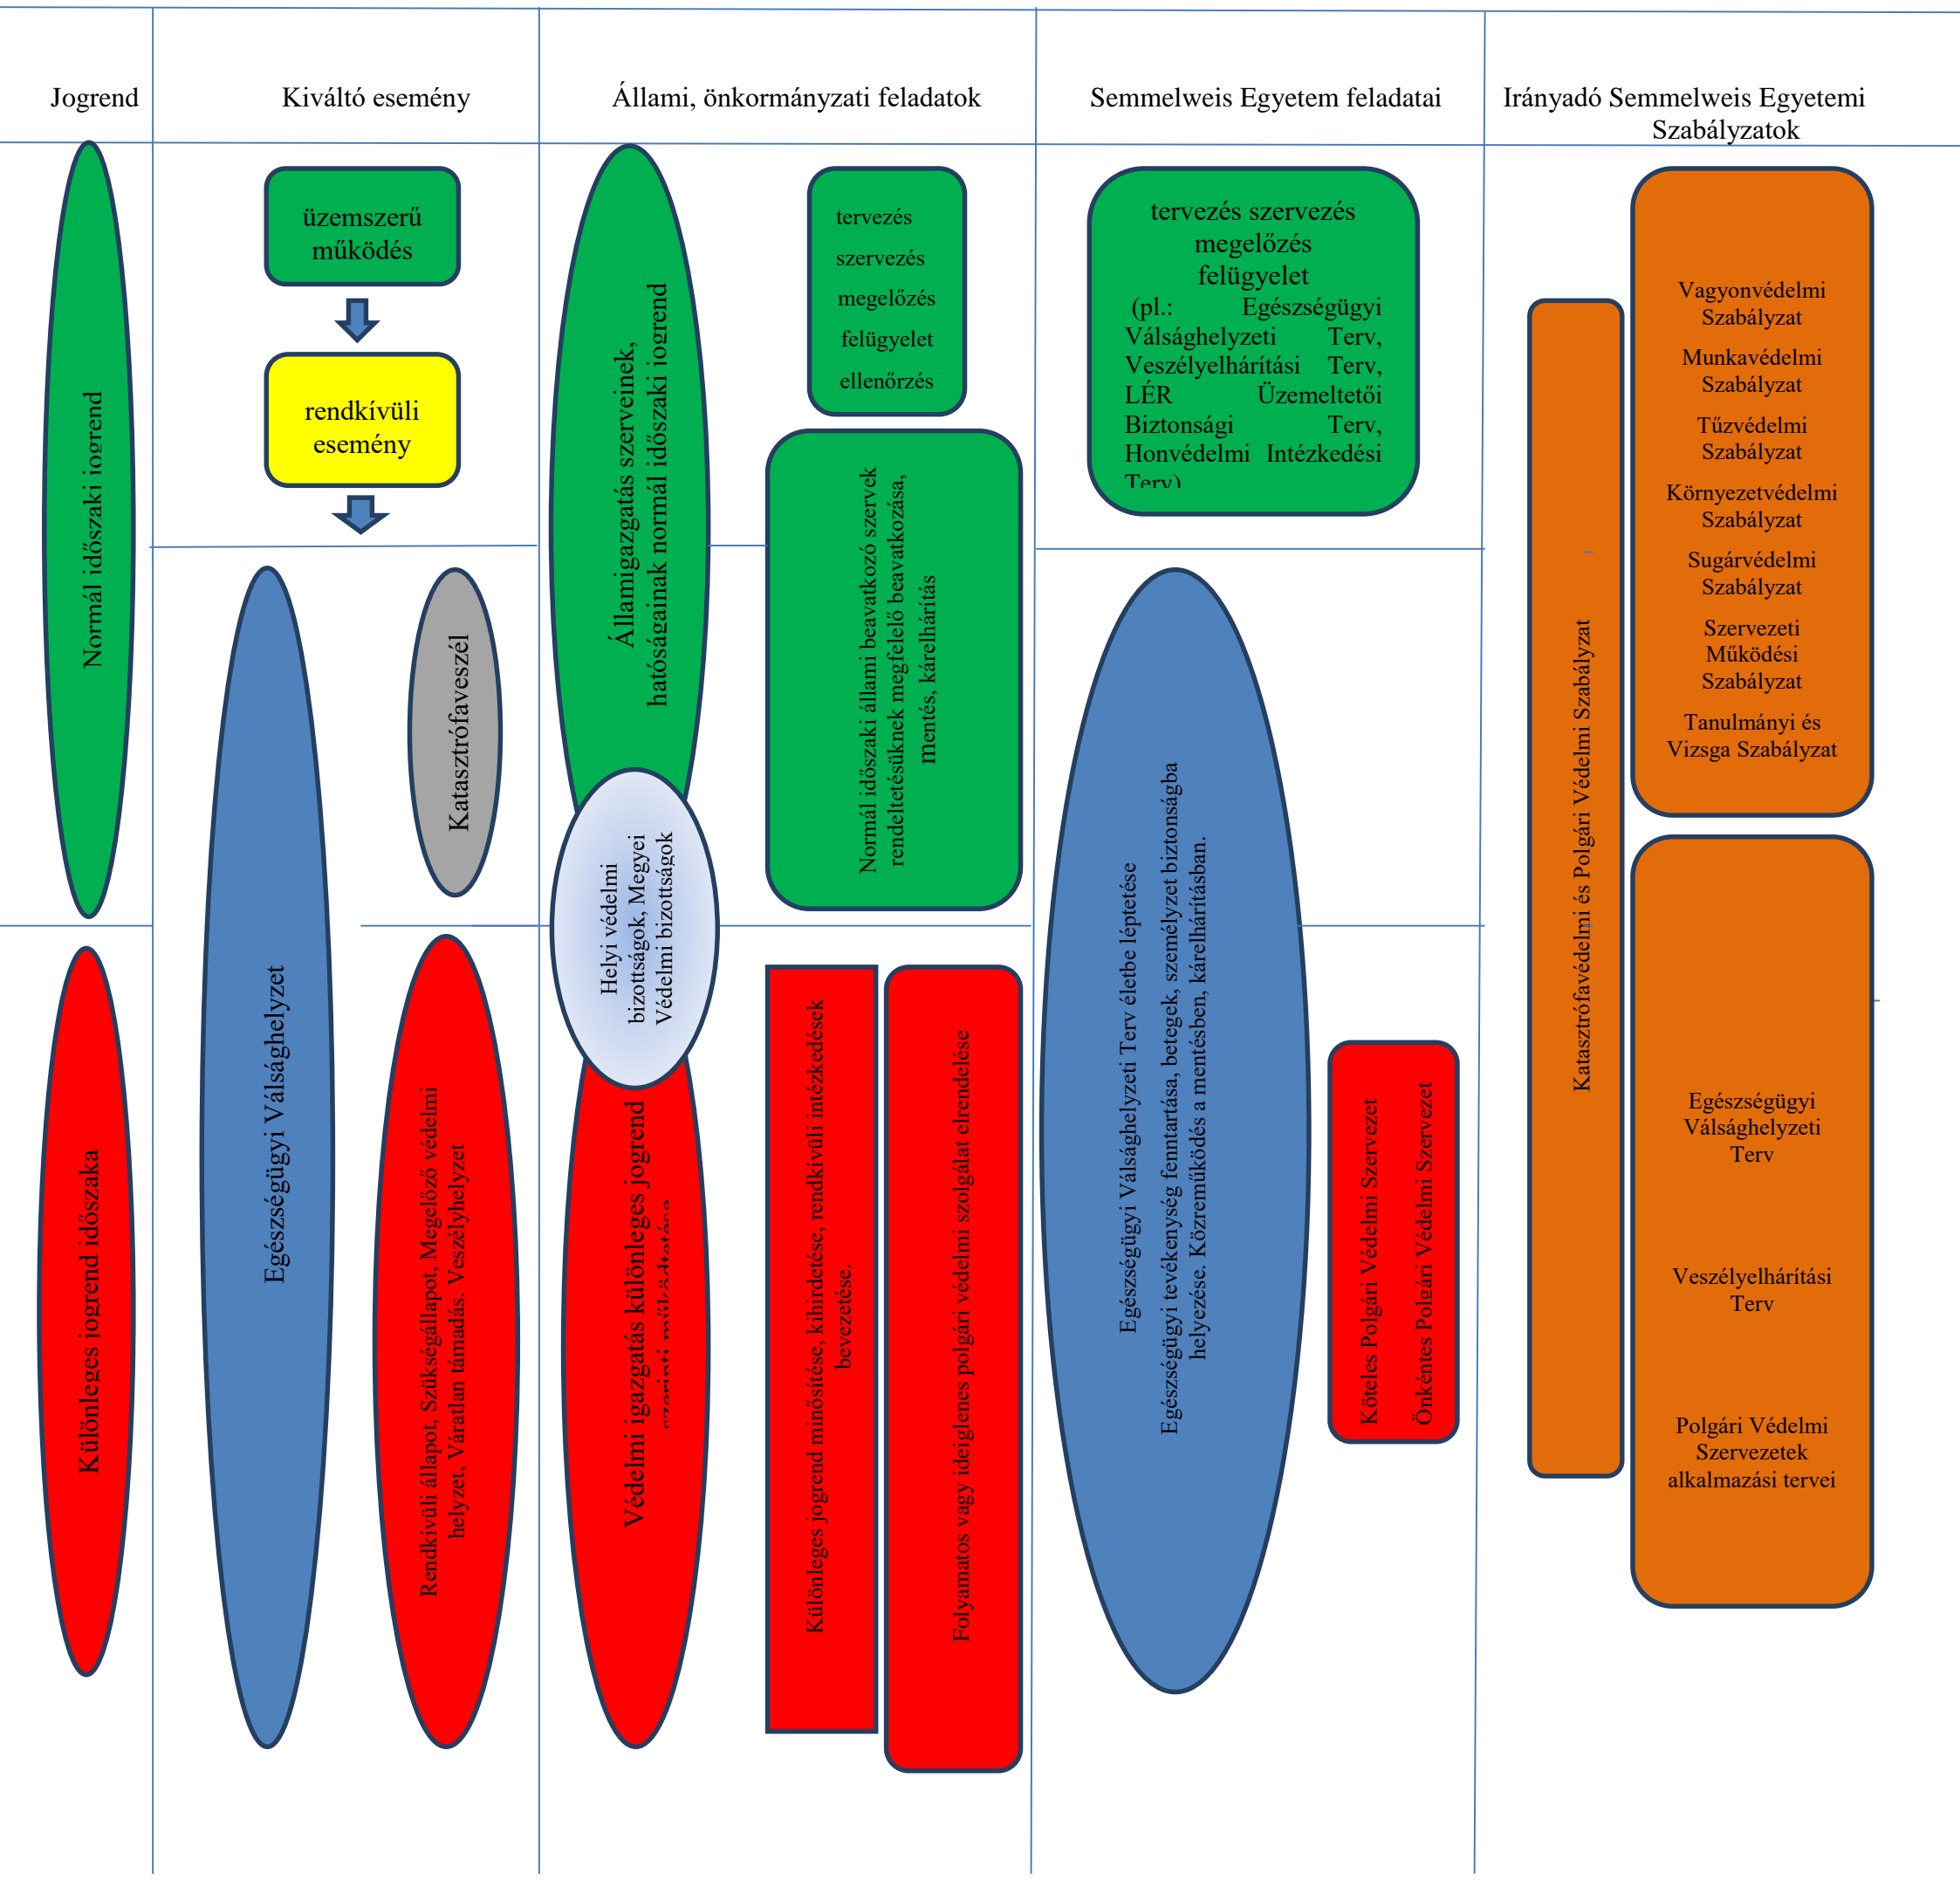 Jogrend
Kiváltó esemény
Állami, önkormányzati feladatok
Semmelweis Egyetem feladatai
Irányadó Semmelweis Egyetemi
Szabályzatok
Normál időszaki jogrend
Különleges jogrend időszaka
üzemszerű
működés
rendkívüli
esemény
Egészségügyi Válsághelyzet
Katasztrófaveszél
Rendkívüli állapot, Szükségállapot, Megelőző védelmi
helyzet, Váratlan támadás. Veszélyhelyzet
Államigazgatás szerveinek,
hatóságainak normál időszaki jogrend
Helyi védelmi
bizottságok, Megyei
Védelmi bizottságok
Védelmi igazgatás különleges jogrend
szerinti működtetése
tervezés
szervezés
megelőzés
felügyelet
ellenőrzés
Normál időszaki állami beavatkozó szervek
rendeltetésüknek megfelelő beavatkozása,
mentés, kárelhárítás
Különleges jogrend minősítése, kihirdetése, rendkívüli intézkedések
bevezetése.
Folyamatos vagy ideiglenes polgári védelmi szolgálat elrendelése
tervezés szervezés
megelőzés
felügyelet
(pl.: Egészségügyi
Válsághelyzeti Terv,
Veszélyelhárítási Terv,
LÉR Üzemeltetői
Biztonsági Terv,
Honvédelmi Intézkedési
Terv)
Egészségügyi Válsághelyzeti Terv életbe léptetése
Egészségügyi tevékenység fenntartása, betegek, személyzet biztonságba
helyezése. Közreműködés a mentésben, kárelhárításban.
Köteles Polgári Védelmi Szervezet
Önkéntes Polgári Védelmi Szervezet
Katasztrófavédelmi és Polgári Védelmi Szabályzat
Vagyonvédelmi
Szabályzat
Munkavédelmi
Szabályzat
Tűzvédelmi
Szabályzat
Környezetvédelmi
Szabályzat
Sugárvédelmi
Szabályzat
Szervezeti
Működési
Szabályzat
Tanulmányi és
Vizsga Szabályzat
Egészségügyi
Válsághelyzeti
Terv
Veszélyelhárítási
Terv
Polgári Védelmi
Szervezetek
alkalmazási tervei